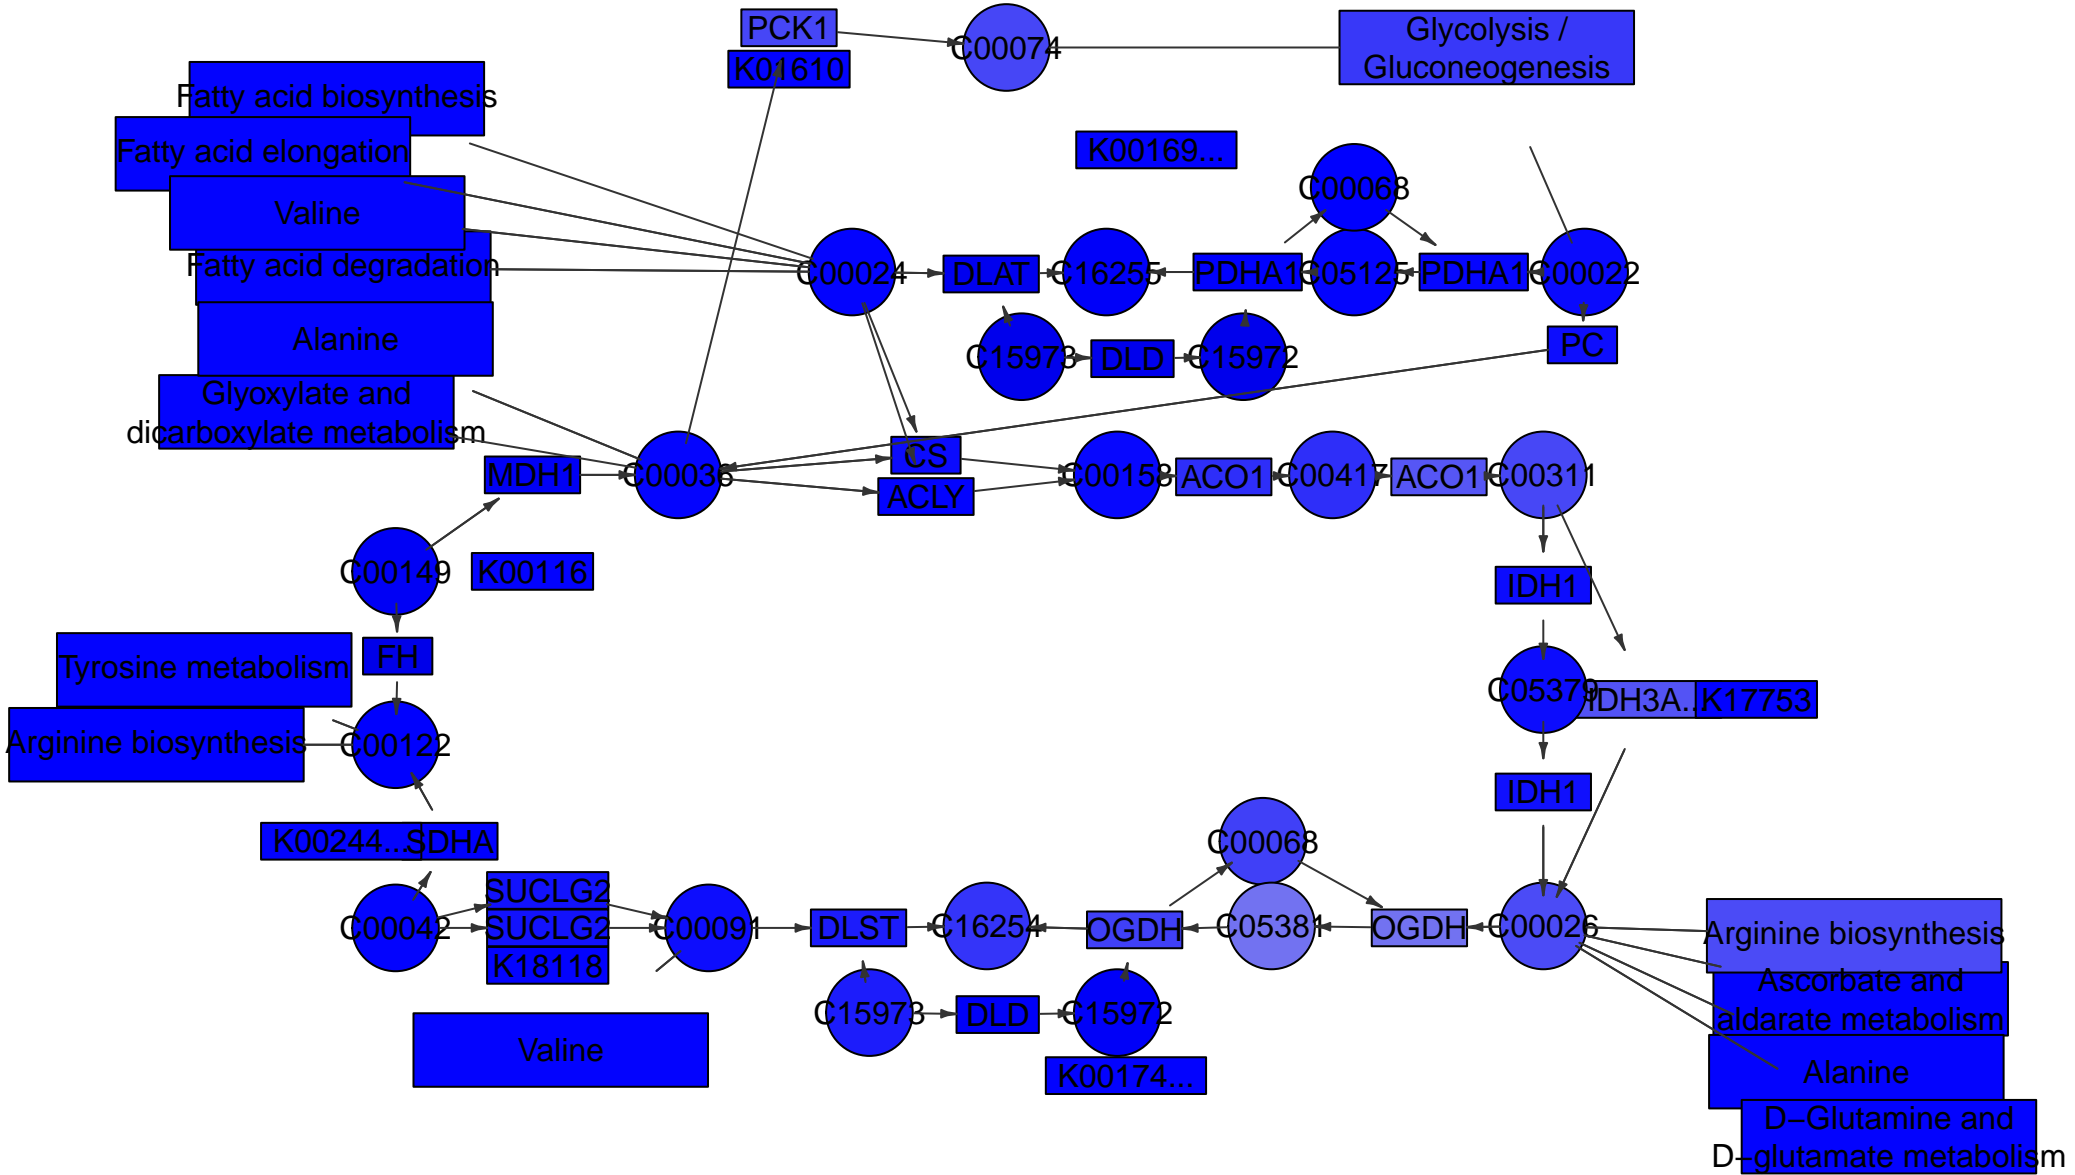 PCK1
C00074
Glycolysis /
Gluconeogenesis
K01610
Fatty acid biosynthesis
Fatty acid elongation
K00169...
C00068
Valine
Fatty acid degradation
C00024
DLAT
C16255
PDHA1
C05125
PDHA1
C00022
Alanine
C15973
DLD
C15972
PC
Glyoxylate and
dicarboxylate metabolism
MDH1
C00036
CS
ACLY
C00158
ACO1
C00417
ACO1
C00311
C00149
K00116
IDH1
FH
Tyrosine metabolism
C05379
IDH3A...
K17753
Arginine biosynthesis
C00122
IDH1
K00244...
SDHA
C00068
SUCLG2
C00042
SUCLG2
C00091
DLST
C16254
OGDH
C05381
OGDH
C00026
Arginine biosynthesis
K18118
Ascorbate and
aldarate metabolism
C15973
DLD
C15972
Valine
K00174...
Alanine
D−Glutamine and
D−glutamate metabolism